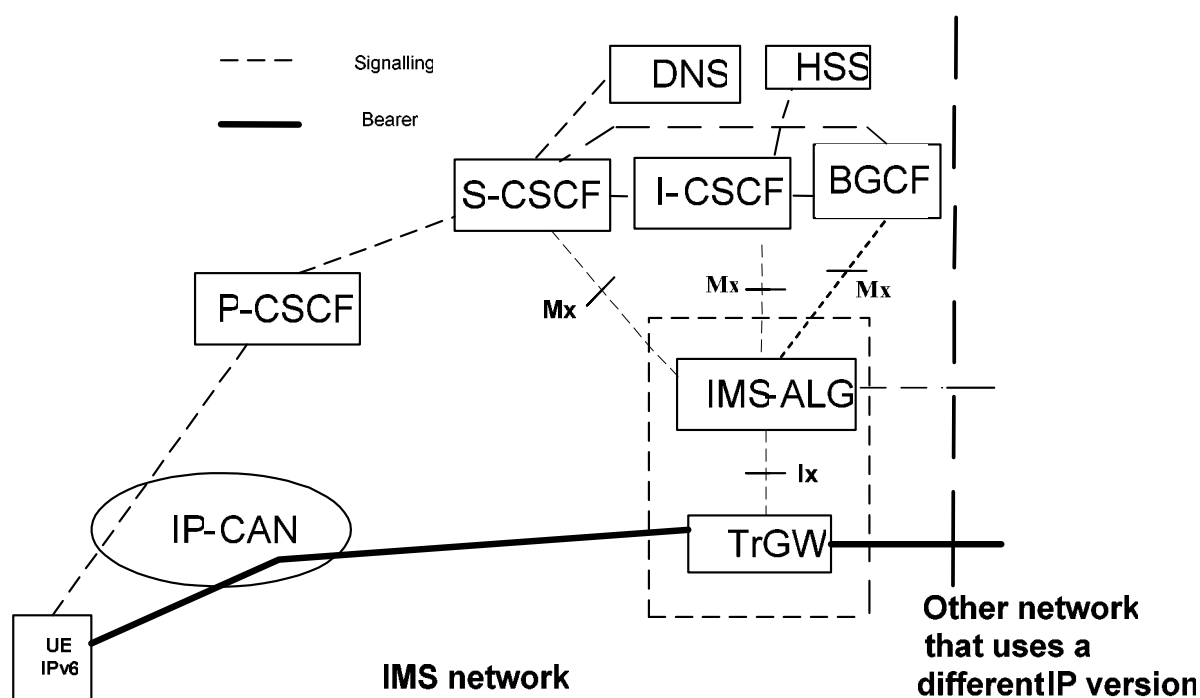 Signalling
Bearer
DNS
HSS
S-CSCF
I-CSCF
BGCF
P-CSCF
Mx
Mx
Mx
IMS-ALG
Ix
IP-CAN
TrGW
UE
IPv6
IMS network
Other network
that uses a
differentIP version